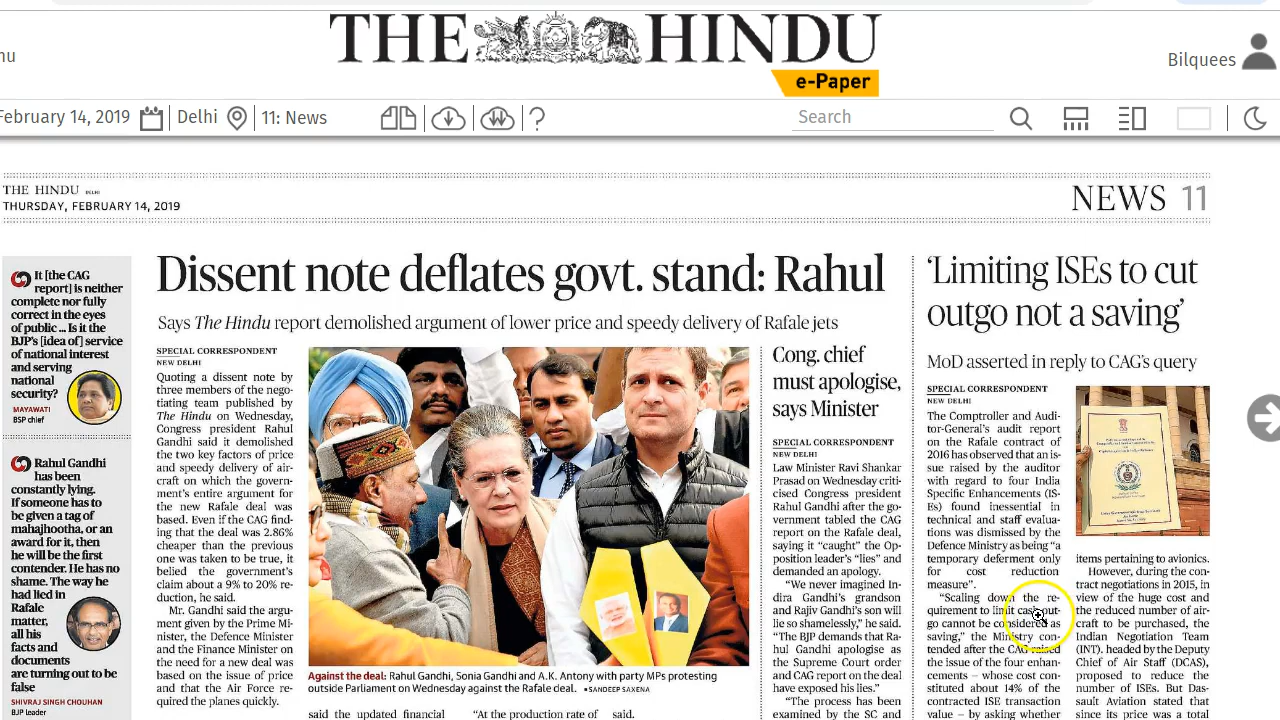 THE HINDU
e-Paper
nu
Bilquees
February 14, 2019
Delhi
11: News
?
Search
THE HINDU DELHI
THURSDAY, FEBRUARY 14, 2019
NEWS 11
It [the CAG
report] is neither
complete nor fully
correct in the eyes
of public ... Is it the
BJP's [idea of] service
of national interest
and serving
national
security?
MAYAWATI
BSP chief
Rahul Gandhi
has been
constantly lying.
If someone has to
be given a tag of
mahajhootha, or an
award for it, then
he will be the first
contender. He has no
shame. The way he
had lied in
Rafale
matter,
all his
facts and
documents
are turning out to be
false
SHIVRAJ SINGH CHOUHAN
BJP leader
Dissent note deflates govt. stand: Rahul
Says The Hindu report demolished argument of lower price and speedy delivery of Rafale jets
SPECIAL CORRESPONDENT
NEW DELHI
Quoting a dissent note by
three members of the nego-
tiating team published by
The Hindu on Wednesday,
Congress president Rahul
Gandhi said it demolished
the two key factors of price
and speedy delivery of air-
craft on which the govern-
ment's entire argument for
the new Rafale deal was
based. Even if the CAG find-
ing that the deal was 2.86%
cheaper than the previous
one was taken to be true, it
belied the government's
claim about a 9% to 20% re-
duction, he said.
Mr. Gandhi said the argu-
ment given by the Prime Mi-
nister, the Defence Minister
and the Finance Minister on
the need for a new deal was
based on the issue of price
and that the Air Force re-
quired the planes quickly.
Against the deal: Rahul Gandhi, Sonia Gandhi and A.K. Antony with party MPs protesting
outside Parliament on Wednesday against the Rafale deal. SANDEEP SAXENA
said the updated financial
"At the production rate of
said.
Cong. chief
must apologise,
says Minister
SPECIAL CORRESPONDENT
NEW DELHI
Law Minister Ravi Shankar
Prasad on Wednesday criti-
cised Congress president
Rahul Gandhi after the go-
vernment tabled the CAG
report on the Rafale deal,
saying it "caught" the Op-
position leader's "lies" and
demanded an apology.
"We never imagined In-
dira Gandhi's grandson
and Rajiv Gandhi's son will
lie so shamelessly," he said.
"The BJP demands that Ra-
hul Gandhi apologise as
the Supreme Court order
and CAG report on the deal
have exposed his lies."
"The process has been
examined by the SC and
'Limiting ISEs to cut
outgo not a saving'
MoD asserted in reply to CAG's query
SPECIAL CORRESPONDENT
NEW DELHI
The Comptroller and Audi-
tor-General's audit report
on the Rafale contract of
2016 has observed that an is-
sue raised by the auditor
with regard to four India
Specific Enhancements (IS-
Es) found inessential in
technical and staff evalua-
tions was dismissed by the
Defence Ministry as being "a
temporary deferment only
for cost reduction
measure".
"Scaling down the re-
quirement to limit
go cannot be considered as
saving," the Ministry con-
tended after the CAG raised
the issue of the four enhan-
cements – whose cost con-
stituted about 14% of the
contracted ISE transaction
value – by asking whether
items pertaining to avionics.
However, during the con-
tract negotiations in 2015, in
view of the huge cost and
the reduced number of air-
craft to be purchased, the
Indian Negotiation Team
(INT). headed by the Deputy
Chief of Air Staff (DCAS),
proposed to reduce the
number of ISEs. But Das-
sault Aviation stated that
since its price was a total